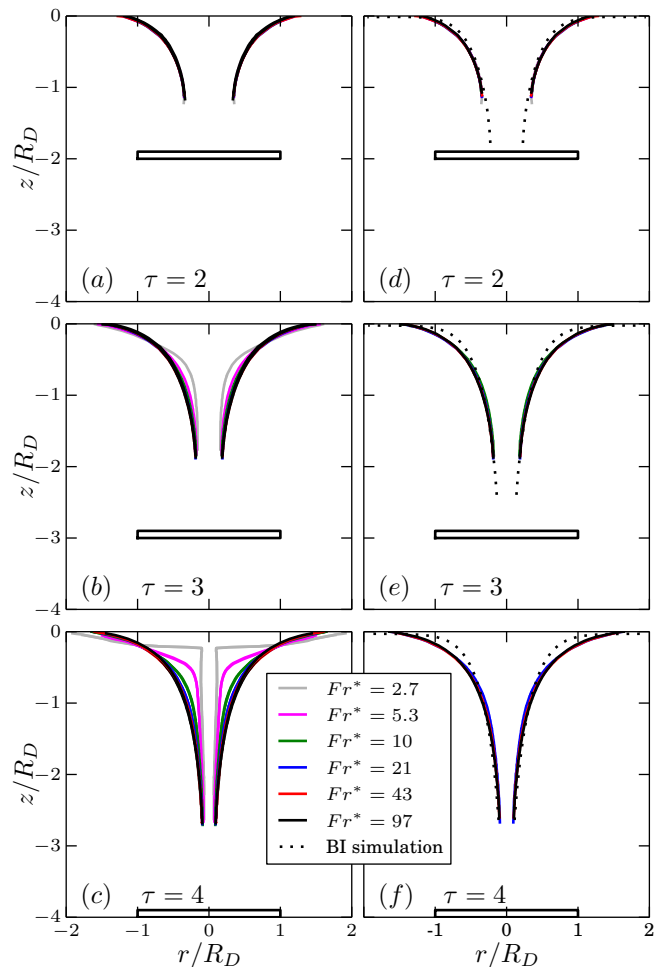 0
−1
−2
−3
−4
z/R_D
(a) τ = 2
(d) τ = 2
0
−1
−2
−3
−4
z/R_D
(b) τ = 3
(e) τ = 3
0
−1
−2
−3
−4
z/R_D
Fr* = 2.7
Fr* = 5.3
Fr* = 10
Fr* = 21
Fr* = 43
Fr* = 97
BI simulation
(c) τ = 4
(f) τ = 4
−2 −1 0 1 2 -1 0 1 2
r/R_D r/R_D